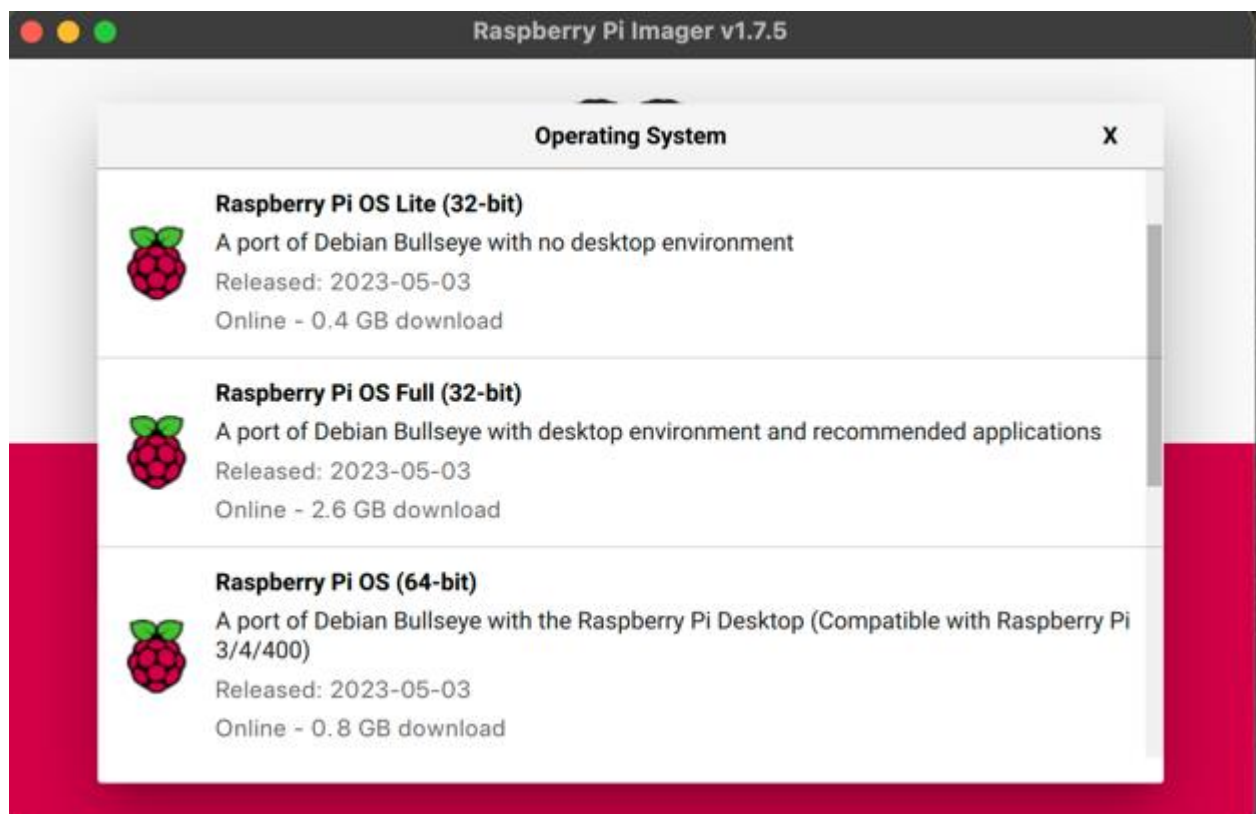 Raspberry Pi Imager v1.7.5
Operating System
X
Raspberry Pi OS Lite (32-bit)
A port of Debian Bullseye with no desktop environment
Released: 2023-05-03
Online - 0.4 GB download
Raspberry Pi OS Full (32-bit)
A port of Debian Bullseye with desktop environment and recommended applications
Released: 2023-05-03
Online - 2.6 GB download
Raspberry Pi OS (64-bit)
A port of Debian Bullseye with the Raspberry Pi Desktop (Compatible with Raspberry Pi
3/4/400)
Released: 2023-05-03
Online - 0.8 GB download